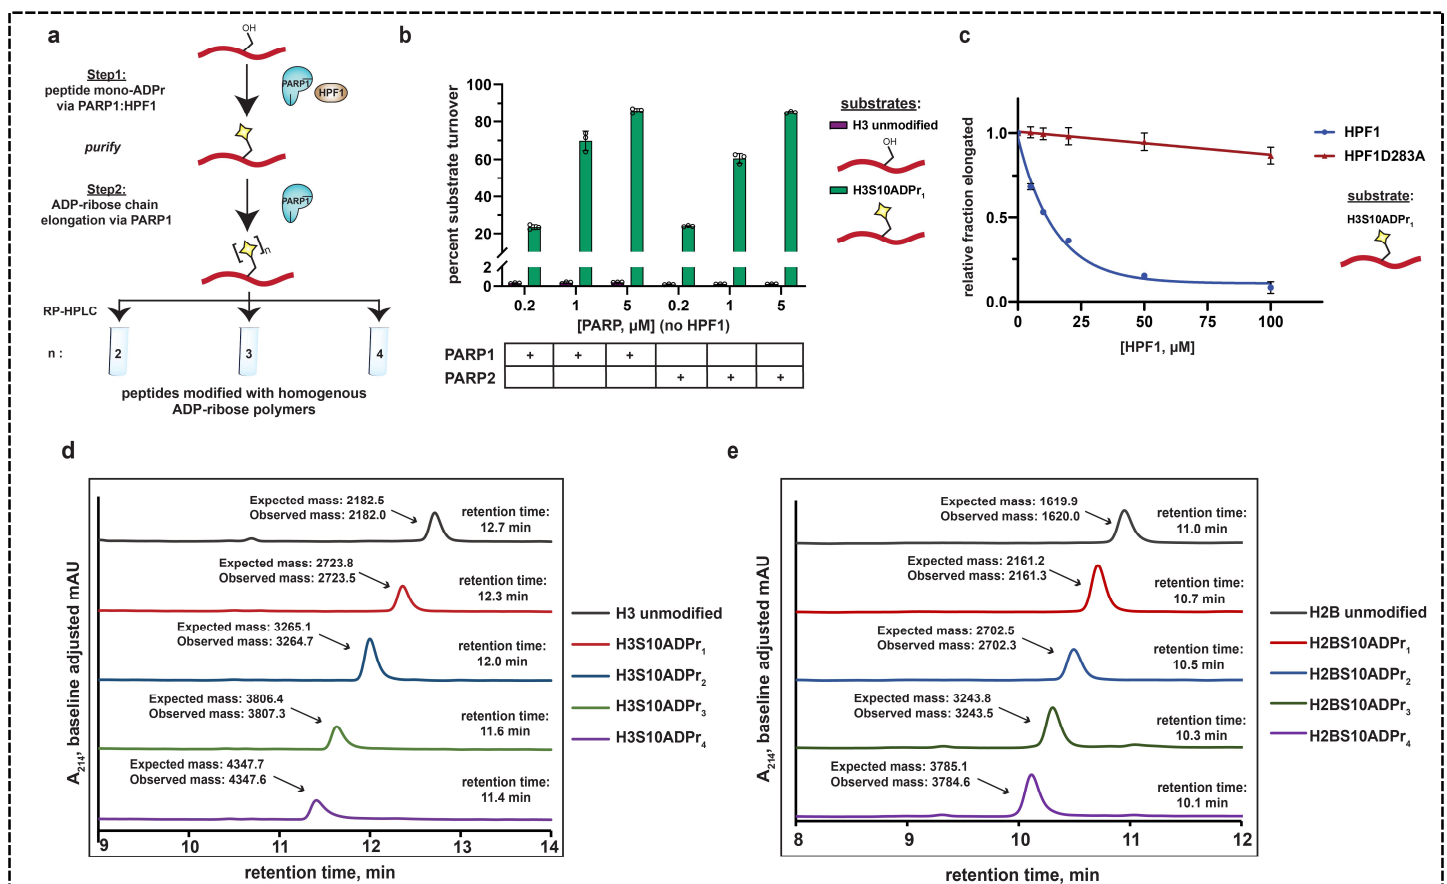 a
OH
Step1:
peptide mono-ADPr
via PARP1:HPF1
PARP1
HPF1
purify
Step2:
ADP-ribose chain
elongation via PARP1
PARP1
n
RP-HPLC
n :
2
3
4
peptides modified with homogenous
ADP-ribose polymers
b
percent substrate turnover
100
80
60
40
20
2
0
0.2
1
5
0.2
1
5
[PARP, µM] (no HPF1)
PARP1 + + +
PARP2 + + +
substrates:
H3 unmodified
OH
H3S10ADPr1
c
relative fraction elongated
1.0
0.5
0.0
0
25
50
75
100
[HPF1, µM]
HPF1
HPF1D283A
substrate:
H3S10ADPr1
d
A214, baseline adjusted mAU
Expected mass: 2182.5
Observed mass: 2182.0
retention time:
12.7 min
Expected mass: 2723.8
Observed mass: 2723.5
retention time:
12.3 min
Expected mass: 3265.1
Observed mass: 3264.7
retention time:
12.0 min
Expected mass: 3806.4
Observed mass: 3807.3
retention time:
11.6 min
Expected mass: 4347.7
Observed mass: 4347.6
retention time:
11.4 min
9
10
11
12
13
14
retention time, min
H3 unmodified
H3S10ADPr1
H3S10ADPr2
H3S10ADPr3
H3S10ADPr4
e
A214, baseline adjusted mAU
Expected mass: 1619.9
Observed mass: 1620.0
retention time:
11.0 min
Expected mass: 2161.2
Observed mass: 2161.3
retention time:
10.7 min
Expected mass: 2702.5
Observed mass: 2702.3
retention time:
10.5 min
Expected mass: 3243.8
Observed mass: 3243.5
retention time:
10.3 min
Expected mass: 3785.1
Observed mass: 3784.6
retention time:
10.1 min
8
9
10
11
12
retention time, min
H2B unmodified
H2BS10ADPr1
H2BS10ADPr2
H2BS10ADPr3
H2BS10ADPr4